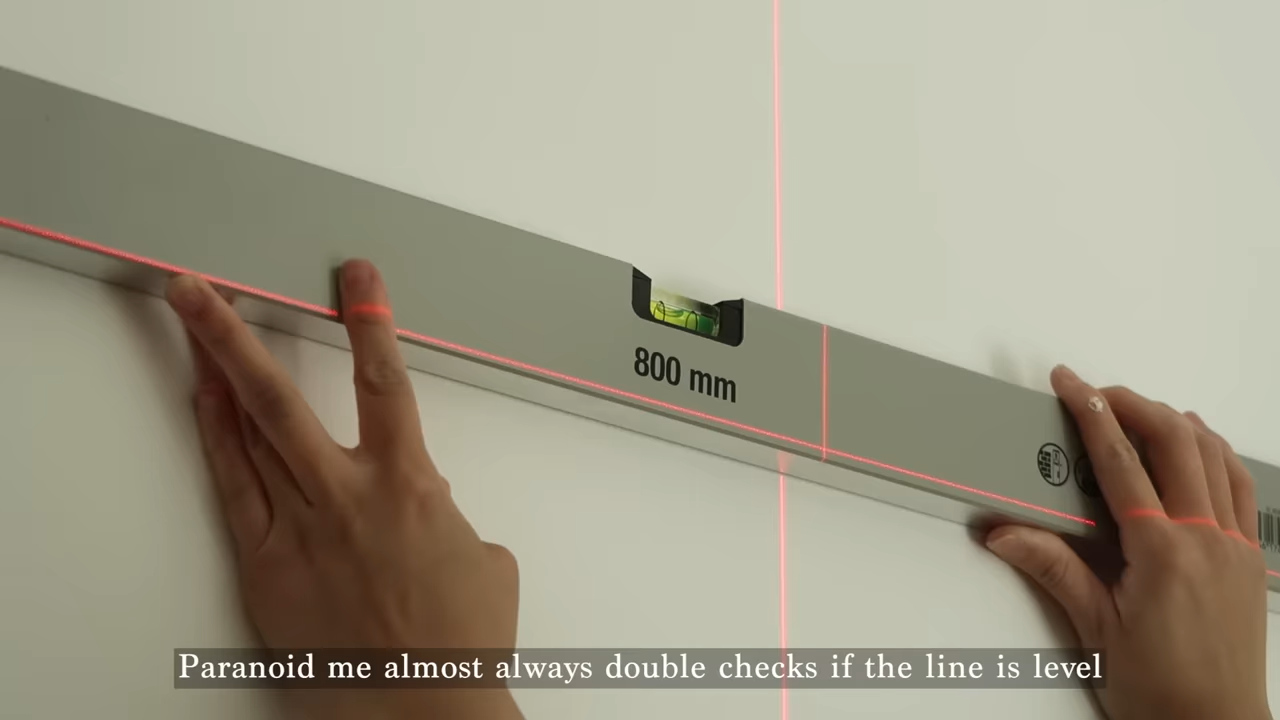 800 mm
Paranoid me almost always double checks if the line is level